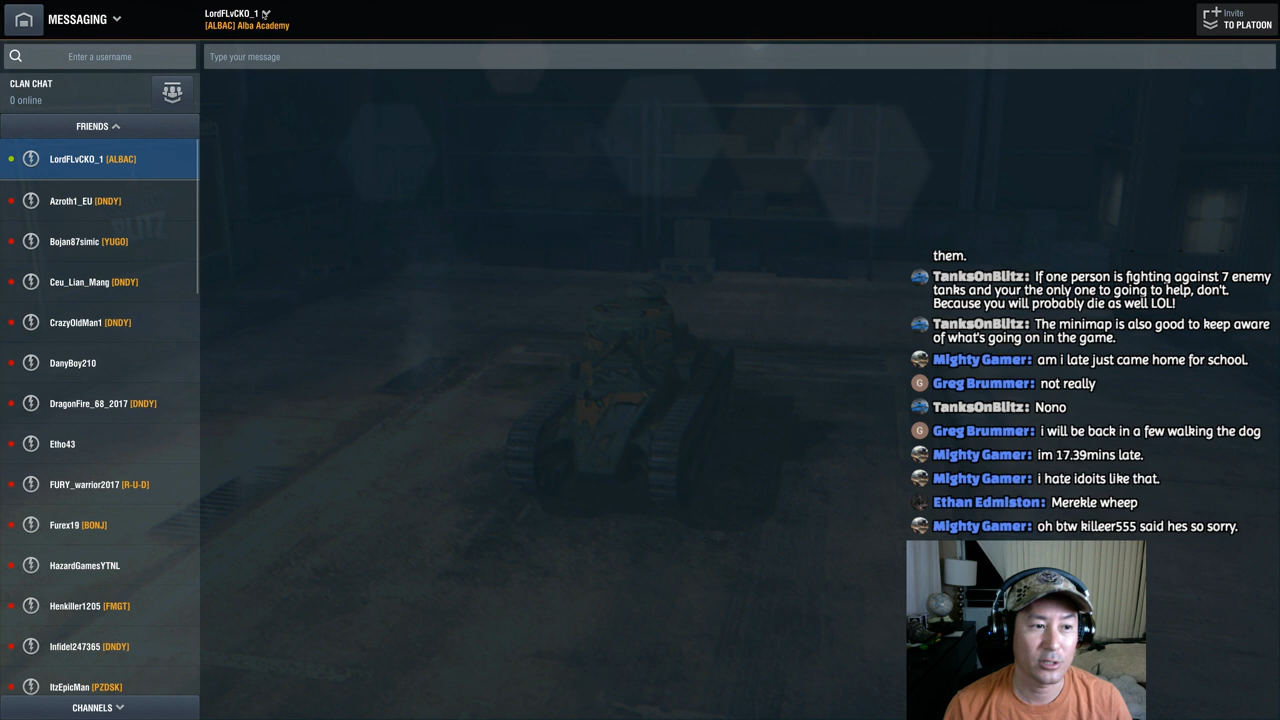 MESSAGING
LordFLvCKO_1
[ALBAC] Alba Academy
Invite
TO PLATOON
Enter a username
Type your message
CLAN CHAT
0 online
FRIENDS
LordFLvCKO_1 [ALBAC]
Azroth1_EU [DNDY]
Bojan87simic [YUGO]
Ceu_Lian_Mang [DNDY]
CrazyOldMan1 [DNDY]
DanyBoy210
DragonFire_68_2017 [DNDY]
Etho43
FURY_warrior2017 [R-U-D]
Furex19 [BONJ]
HazardGamesYTNL
Henkiller1205 [FMGT]
Infidel247365 [DNDY]
ItzEpicMan [PZDSK]
CHANNELS
BLITZ
them.
TanksOnBlitz: If one person is fighting against 7 enemy
tanks and your the only one to going to help, don't.
Because you will probably die as well LOL!
TanksOnBlitz: The minimap is also good to keep aware
of what's going on in the game.
Mighty Gamer: am i late just came home for school.
G Greg Brummer: not really
TanksOnBlitz: Nono
G Greg Brummer: i will be back in a few walking the dog
Mighty Gamer: im 17.39mins late.
Mighty Gamer: i hate idoits like that.
Ethan Edmiston: Merekle wheep
Mighty Gamer: oh btw killeer555 said hes so sorry.